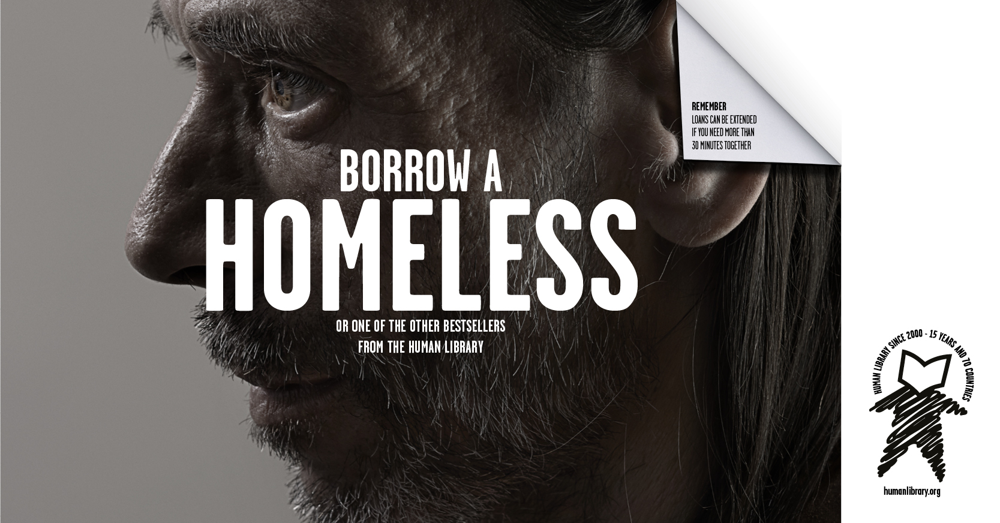 BORROW A
HOMELESS
OR ONE OF THE OTHER BESTSELLERS
FROM THE HUMAN LIBRARY
REMEMBER
LOANS CAN BE EXTENDED
IF YOU NEED MORE THAN
30 MINUTES TOGETHER
HUMAN LIBRARY SINCE 2000 - 15 YEARS AND 70 COUNTRIES
humanlibrary.org